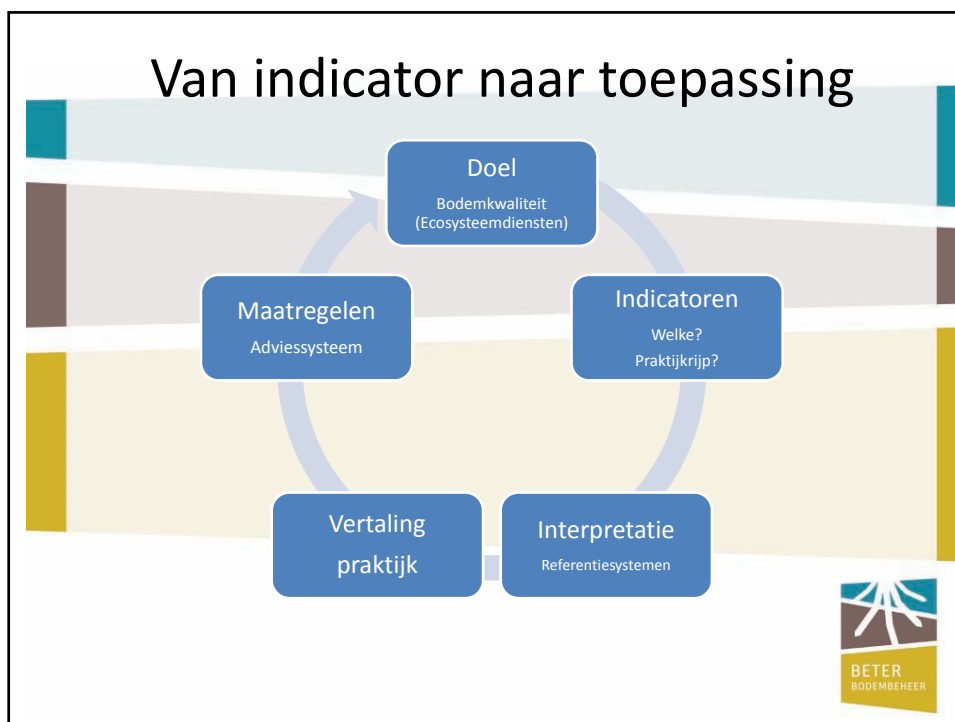 Van indicator naar toepassing
Doel
Bodemkwaliteit
(Ecosysteemdiensten)
Indicatoren
Welke?
Praktijkrijp?
Interpretatie
Referentiesystemen
Vertaling
praktijk
Maatregelen
Adviessysteem
BETER
BODEMBEHEER